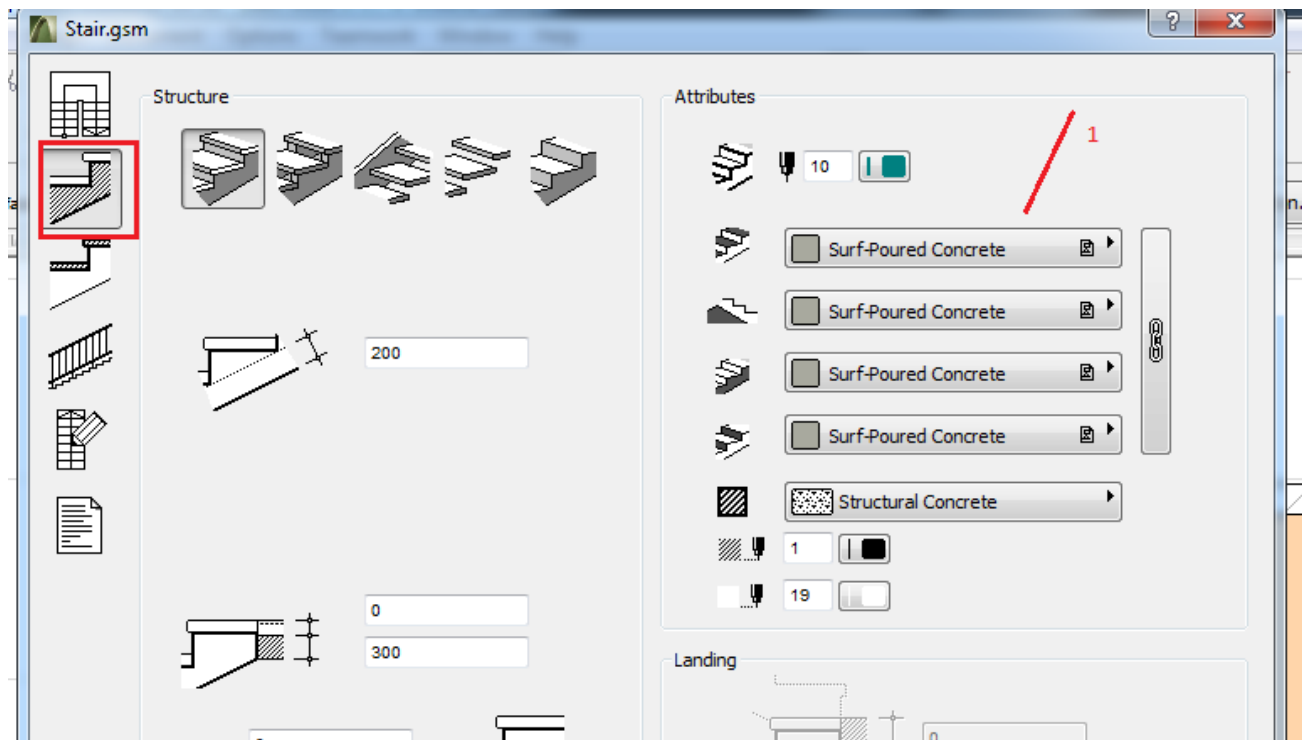 Stair.gsm
?
X
Structure
Attributes
1
10
Surf-Poured Concrete
200
Surf-Poured Concrete
Surf-Poured Concrete
Surf-Poured Concrete
Structural Concrete
1
19
0
300
Landing